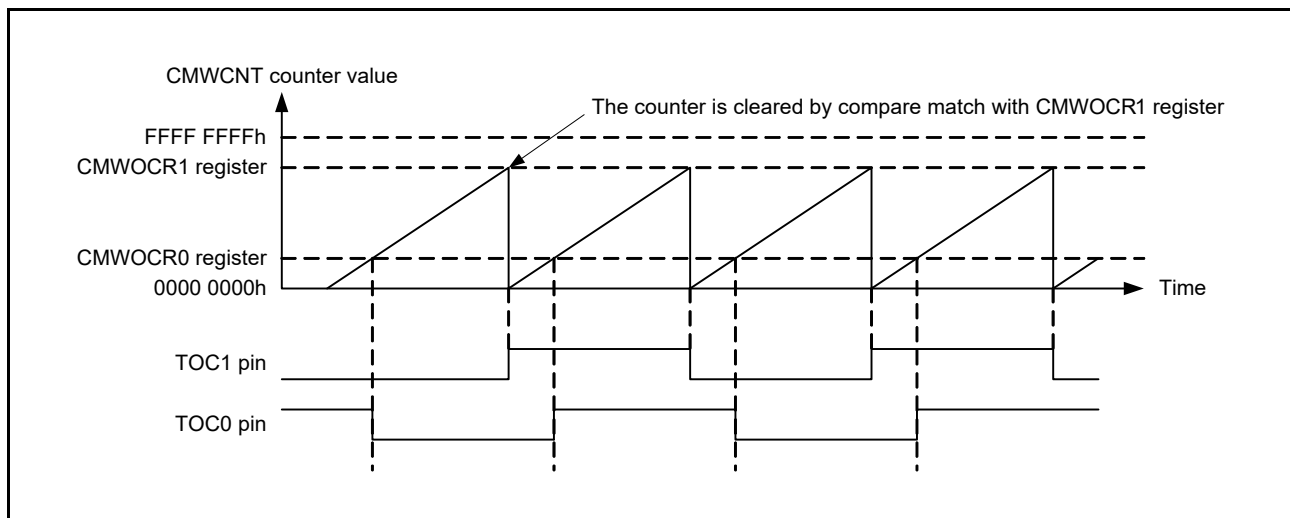 CMWCNT counter value
The counter is cleared by compare match with CMWOCR1 register
FFFF FFFFh
CMWOCR1 register
CMWOCR0 register
0000 0000h
Time
TOC1 pin
TOC0 pin